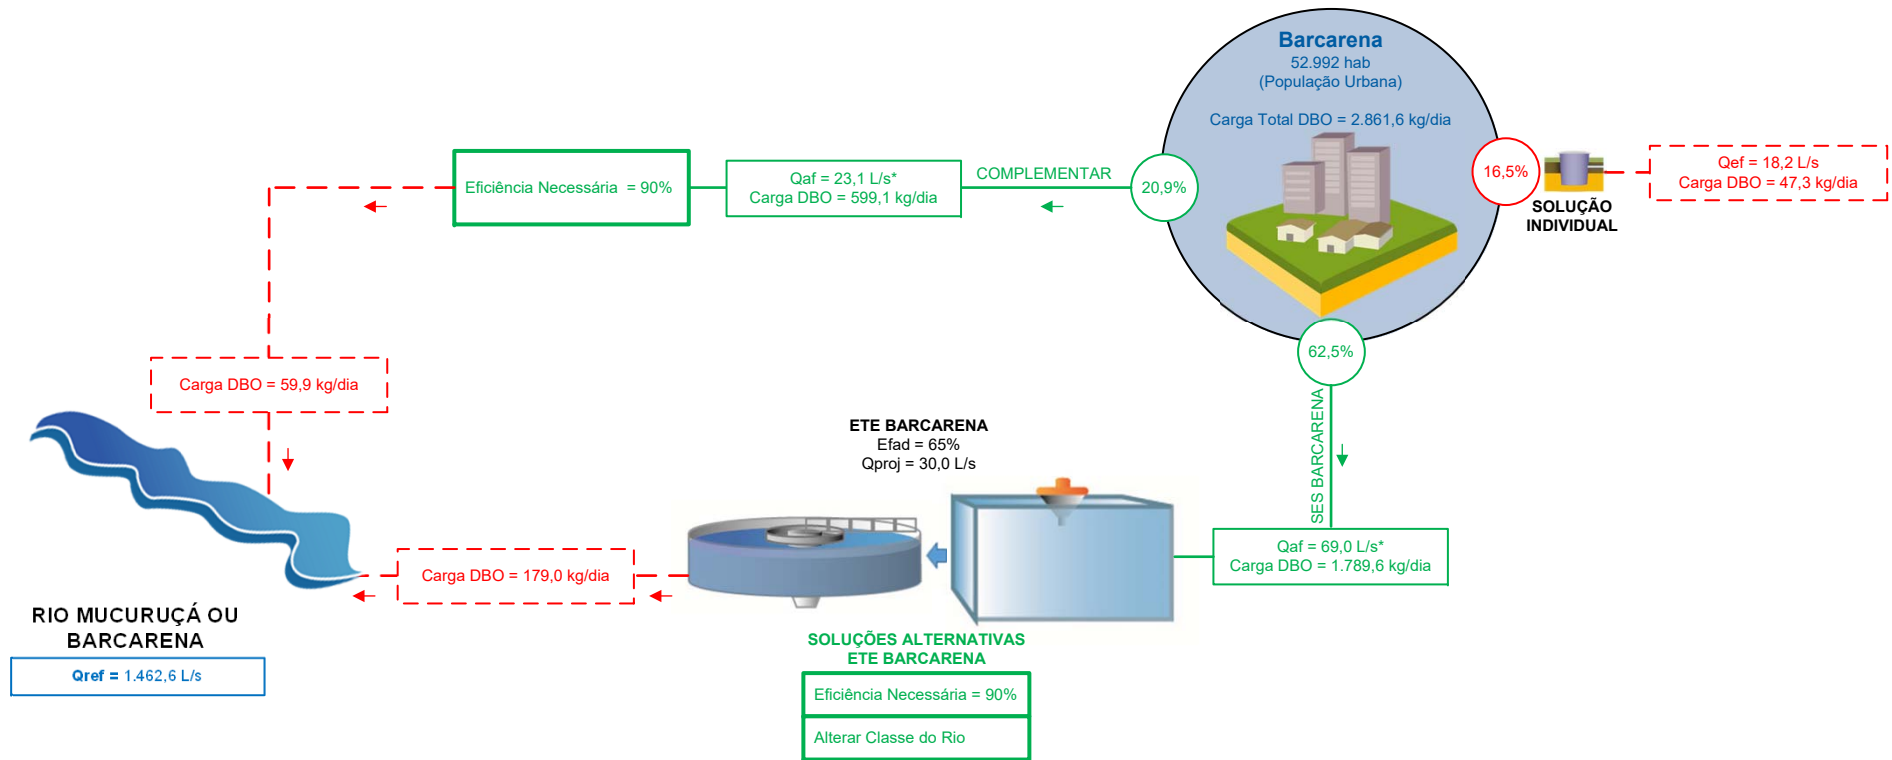 Barcarena
52.992 hab
(População Urbana)
Carga Total DBO = 2.861,6 kg/dia
Eficiência Necessária = 90%
Qaf = 23,1 L/s*
Carga DBO = 599,1 kg/dia
COMPLEMENTAR
20,9%
16,5%
SOLUÇÃO
INDIVIDUAL
Qef = 18,2 L/s
Carga DBO = 47,3 kg/dia
62,5%
SES BARCARENA
Carga DBO = 59,9 kg/dia
ETE BARCARENA
Efad = 65%
Qproj = 30,0 L/s
Qaf = 69,0 L/s*
Carga DBO = 1.789,6 kg/dia
Carga DBO = 179,0 kg/dia
RIO MUCURUÇÁ OU
BARCARENA
Qref = 1.462,6 L/s
SOLUÇÕES ALTERNATIVAS
ETE BARCARENA
Eficiência Necessária = 90%
Alterar Classe do Rio